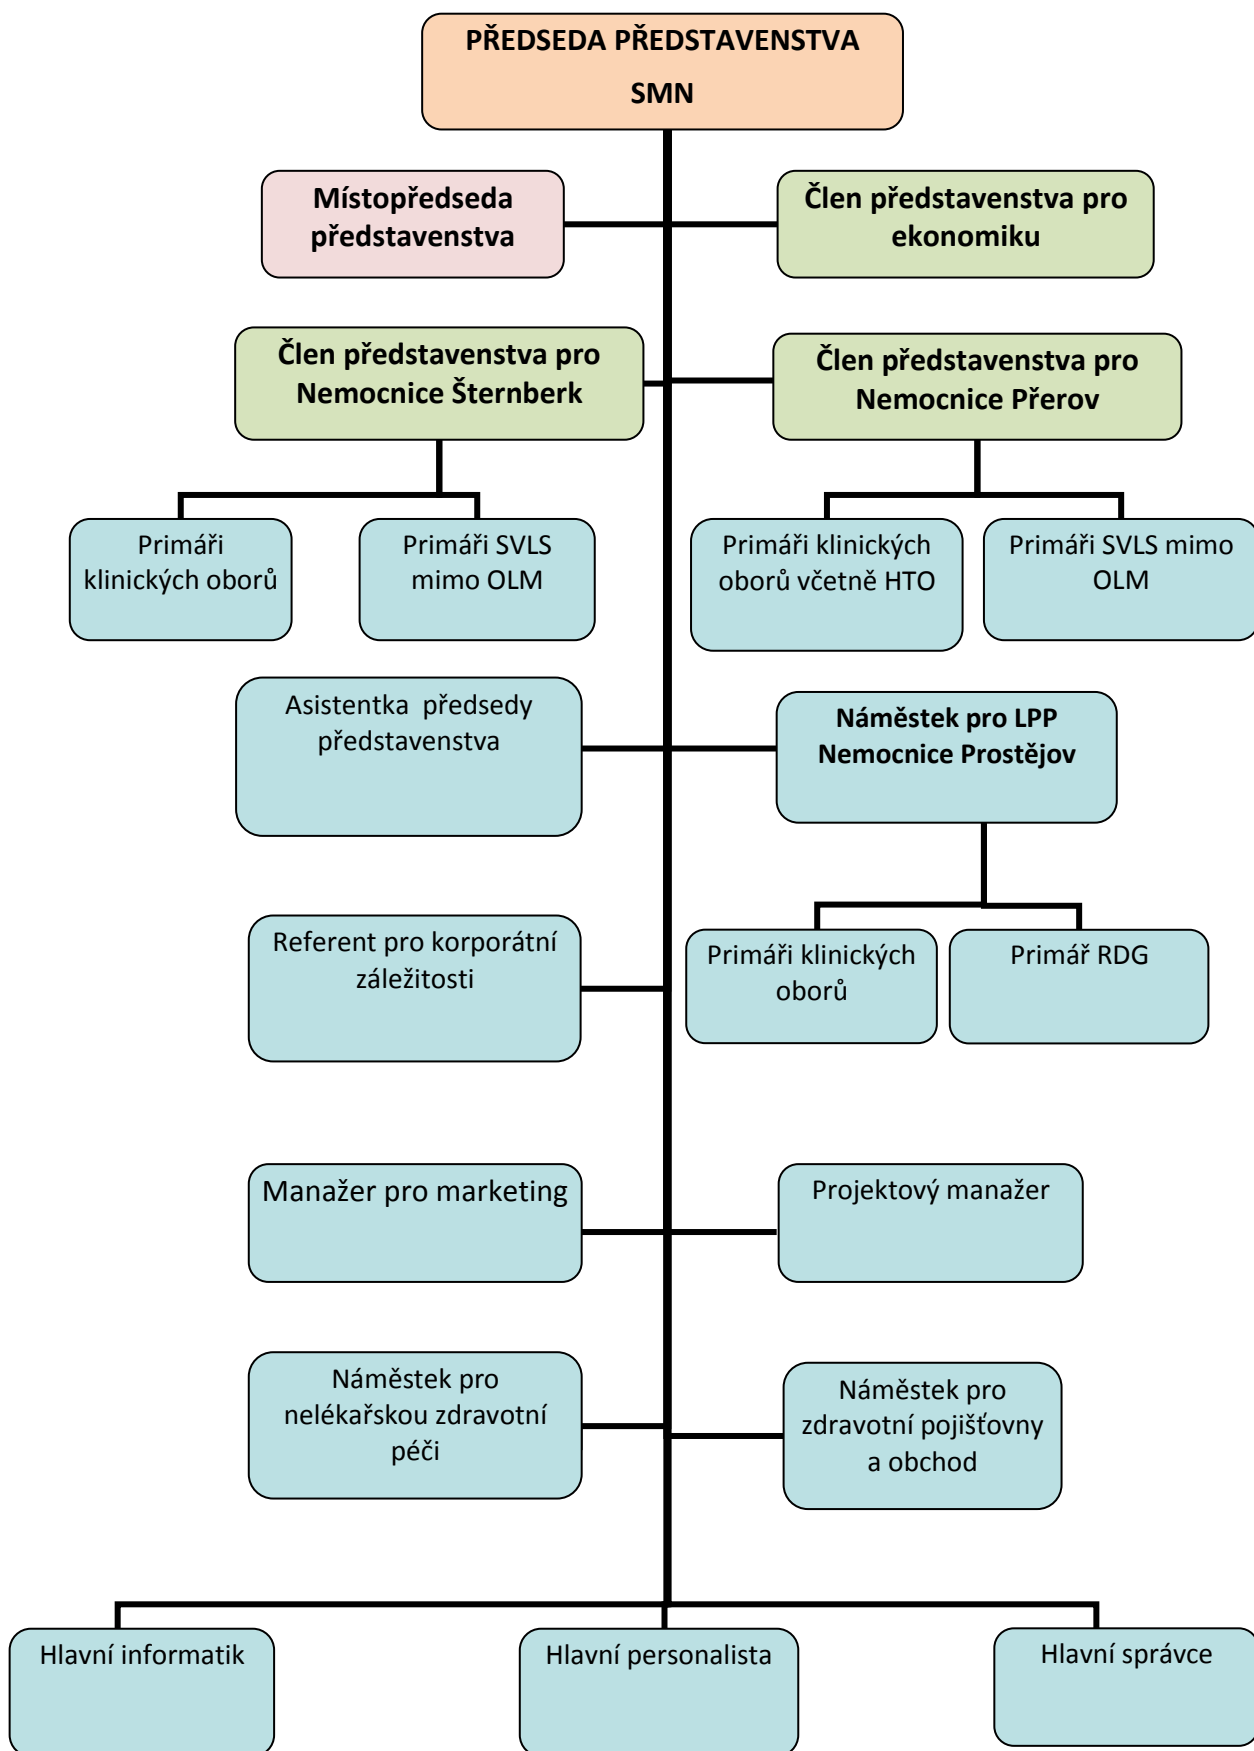 PŘEDSEDA PŘEDSTAVENSTVA
SMN
Místopředseda
představenstva
Člen představenstva pro
ekonomiku
Člen představenstva pro
Nemocnice Šternberk
Člen představenstva pro
Nemocnice Přerov
Primáři
klinických oborů
Primáři SVLS
mimo OLM
Primáři klinických
oborů včetně HTO
Primáři SVLS mimo
OLM
Asistentka  předsedy
představenstva
Náměstek pro LPP
Nemocnice Prostějov
Referent pro korporátní
záležitosti
Primáři klinických
oborů
Primář RDG
Manažer pro marketing
Projektový manažer
Náměstek pro
nelékařskou zdravotní
péči
Náměstek pro
zdravotní pojišťovny
a obchod
Hlavní informatik
Hlavní personalista
Hlavní správce